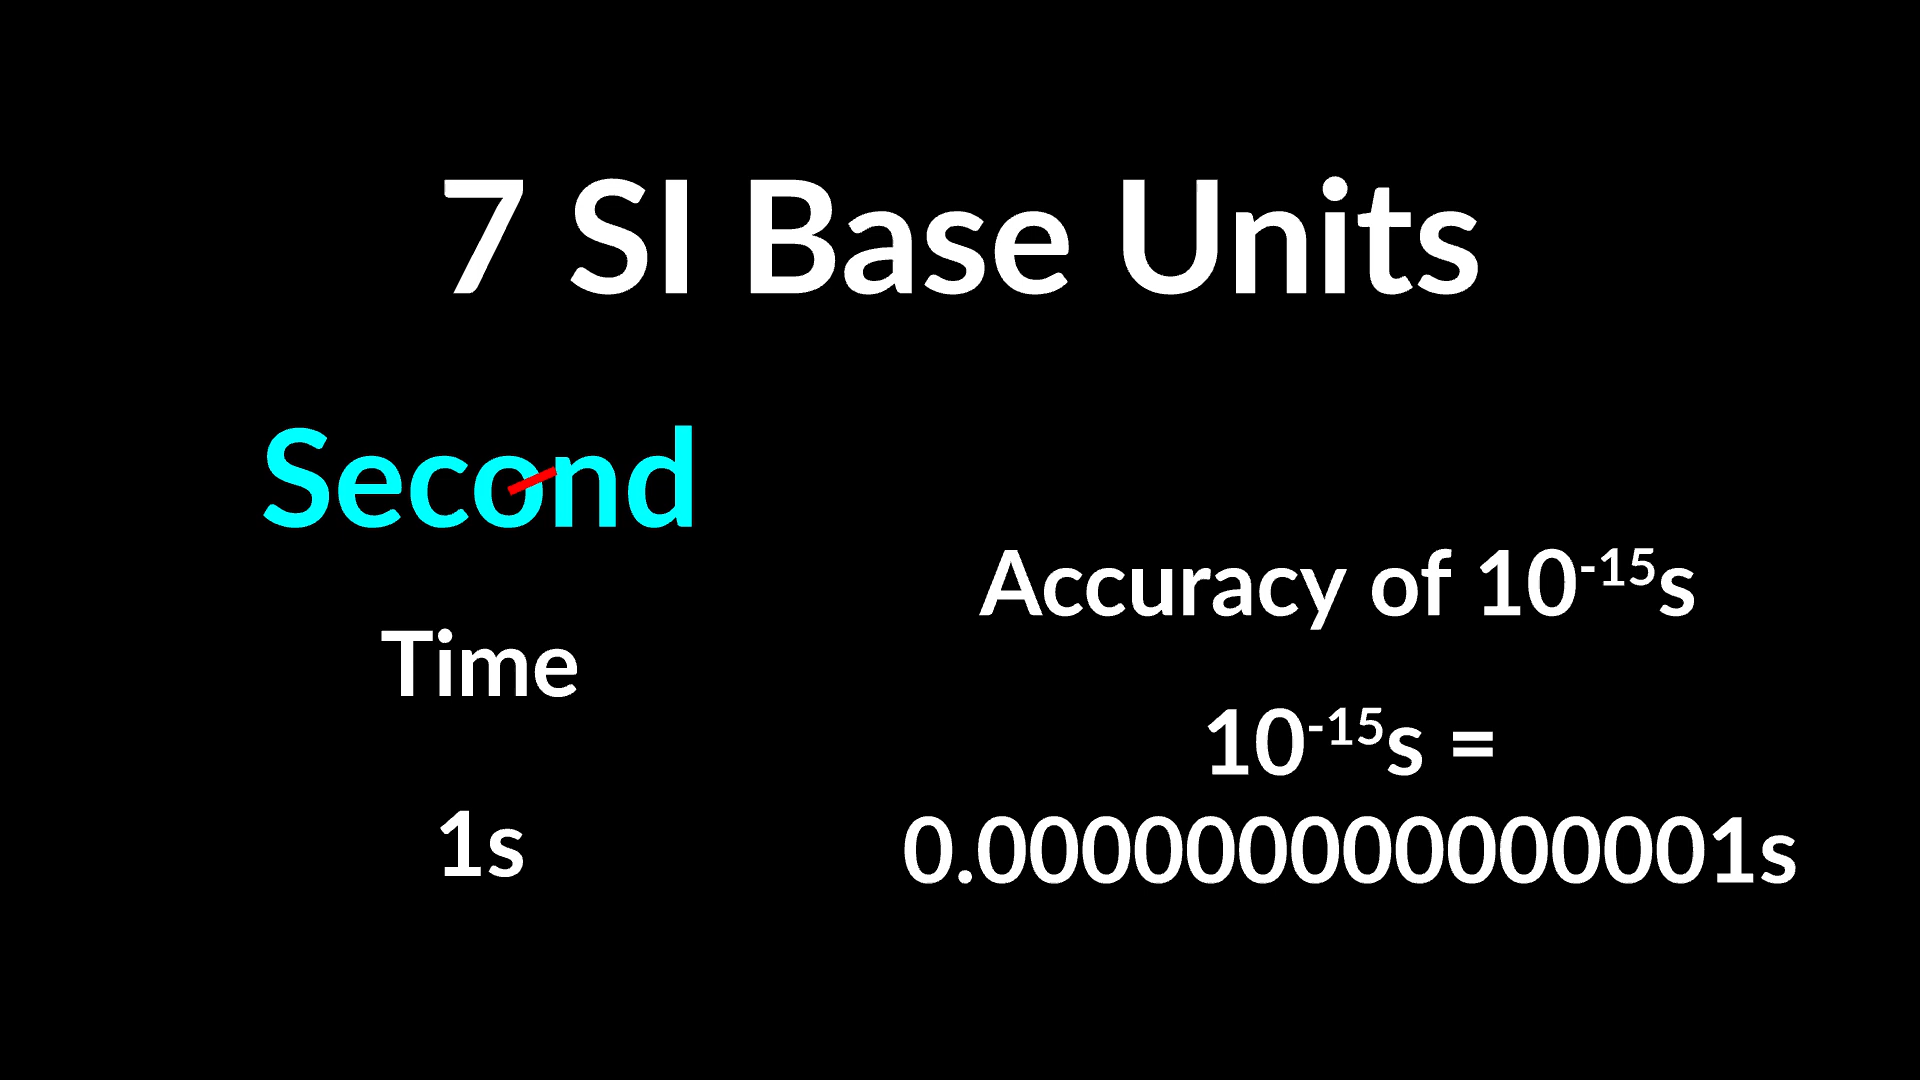 7 SI Base Units
Second
Time
1s
Accuracy of 10⁻¹⁵s
10⁻¹⁵s =
0.000000000000001s